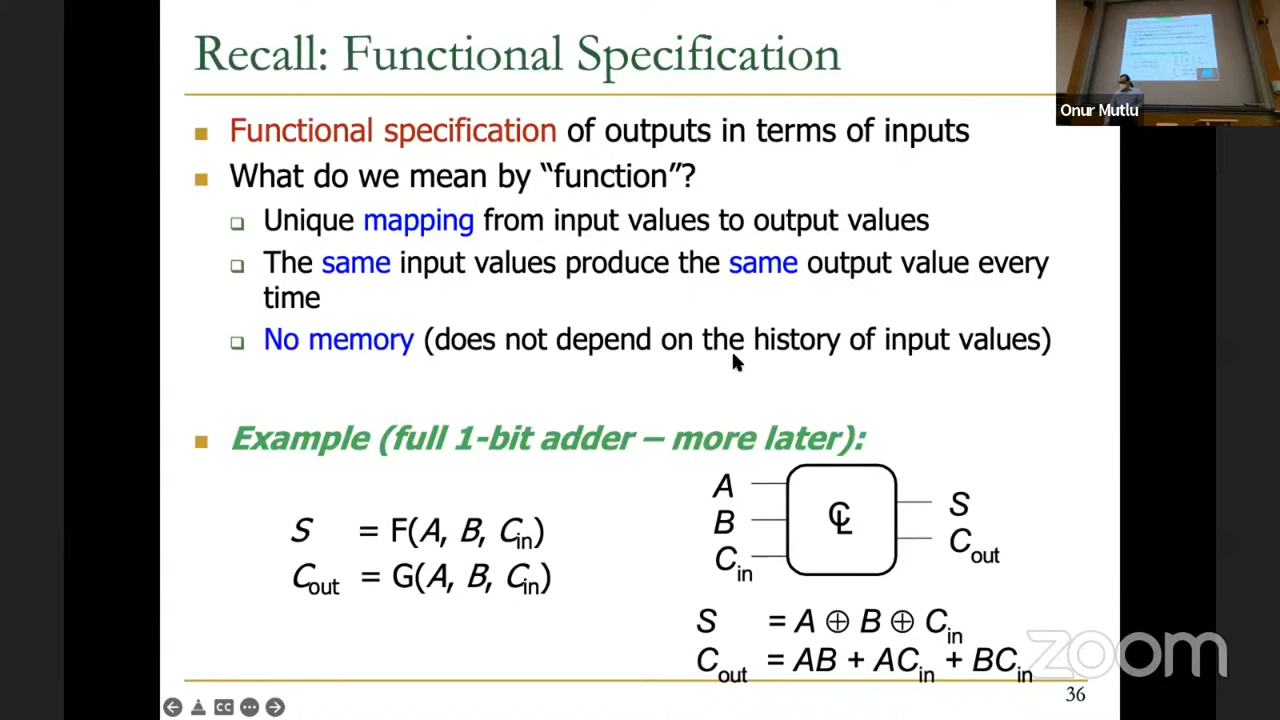 Recall: Functional Specification
Onur Mutlu
Functional specification of outputs in terms of inputs
What do we mean by “function”?
Unique mapping from input values to output values
The same input values produce the same output value every
time
No memory (does not depend on the history of input values)
Example (full 1-bit adder – more later):
A
B
Cin
CL
S
Cout
S = F(A, B, Cin)
Cout = G(A, B, Cin)
S = A ⊕ B ⊕ Cin
Cout = AB + ACin + BCin
zoom
36
CC